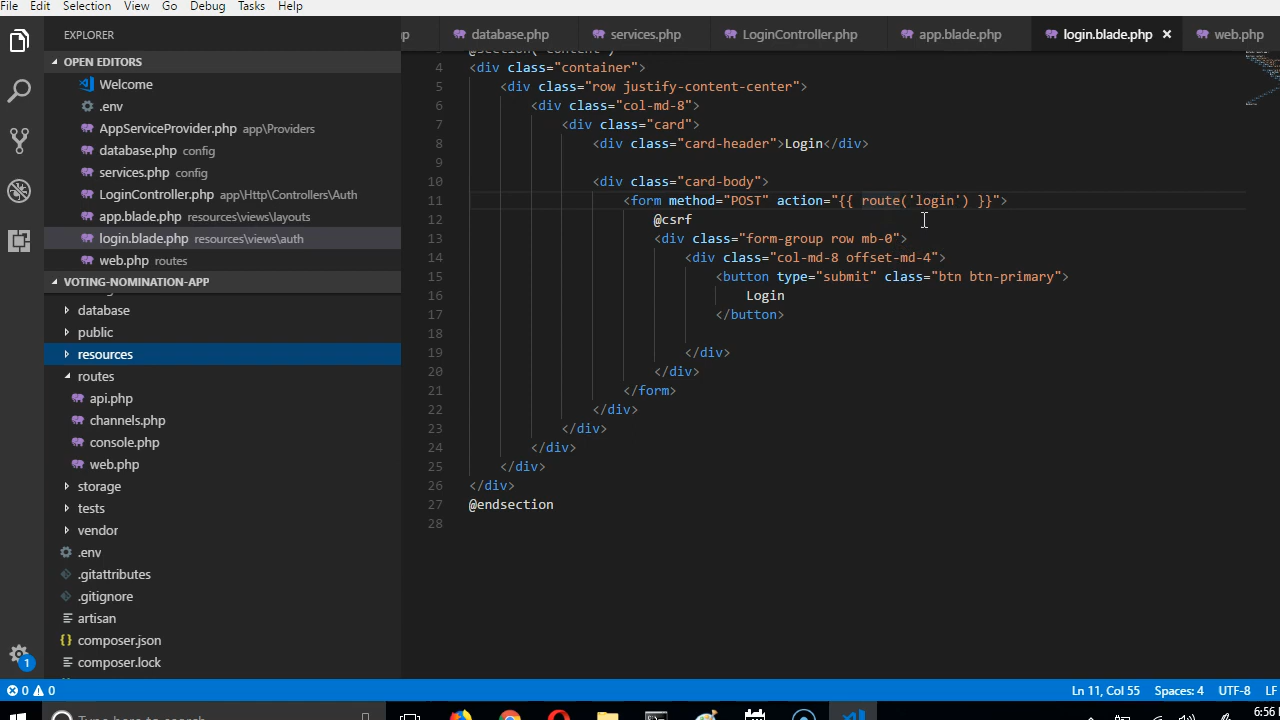 File Edit Selection View Go Debug Tasks Help
EXPLORER
OPEN EDITORS
Welcome
.env
AppServiceProvider.php app\Providers
database.php config
services.php config
LoginController.php app\Http\Controllers\Auth
app.blade.php resources\views\layouts
login.blade.php resources\views\auth
web.php routes
VOTING-NOMINATION-APP
database
public
resources
routes
api.php
channels.php
console.php
web.php
storage
tests
vendor
.env
.gitattributes
.gitignore
artisan
composer.json
composer.lock
database.php services.php LoginController.php app.blade.php login.blade.php × web.php
4 <div class="container">
5 <div class="row justify-content-center">
6 <div class="col-md-8">
7 <div class="card">
8 <div class="card-header">Login</div>
9
10 <div class="card-body">
11 <form method="POST" action="{{ route('login') }}">
12 @csrf
13 <div class="form-group row mb-0">
14 <div class="col-md-8 offset-md-4">
15 <button type="submit" class="btn btn-primary">
16 Login
17 </button>
18
19 </div>
20 </div>
21 </form>
22 </div>
23 </div>
24 </div>
25 </div>
26 </div>
27 @endsection
28
1
0 0 Ln 11, Col 55 Spaces: 4 UTF-8 LF
6:56